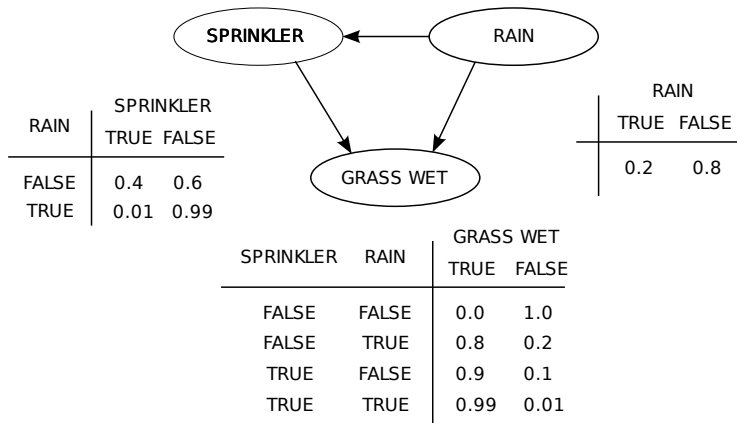 SPRINKLER RAIN
GRASS WET
SPRINKLER
RAIN
TRUE FALSE
FALSE 0.4 0.6
TRUE 0.01 0.99
RAIN
TRUE FALSE
0.2 0.8
GRASS WET
SPRINKLER RAIN
TRUE FALSE
FALSE FALSE 0.0 1.0
FALSE TRUE 0.8 0.2
TRUE FALSE 0.9 0.1
TRUE TRUE 0.99 0.01